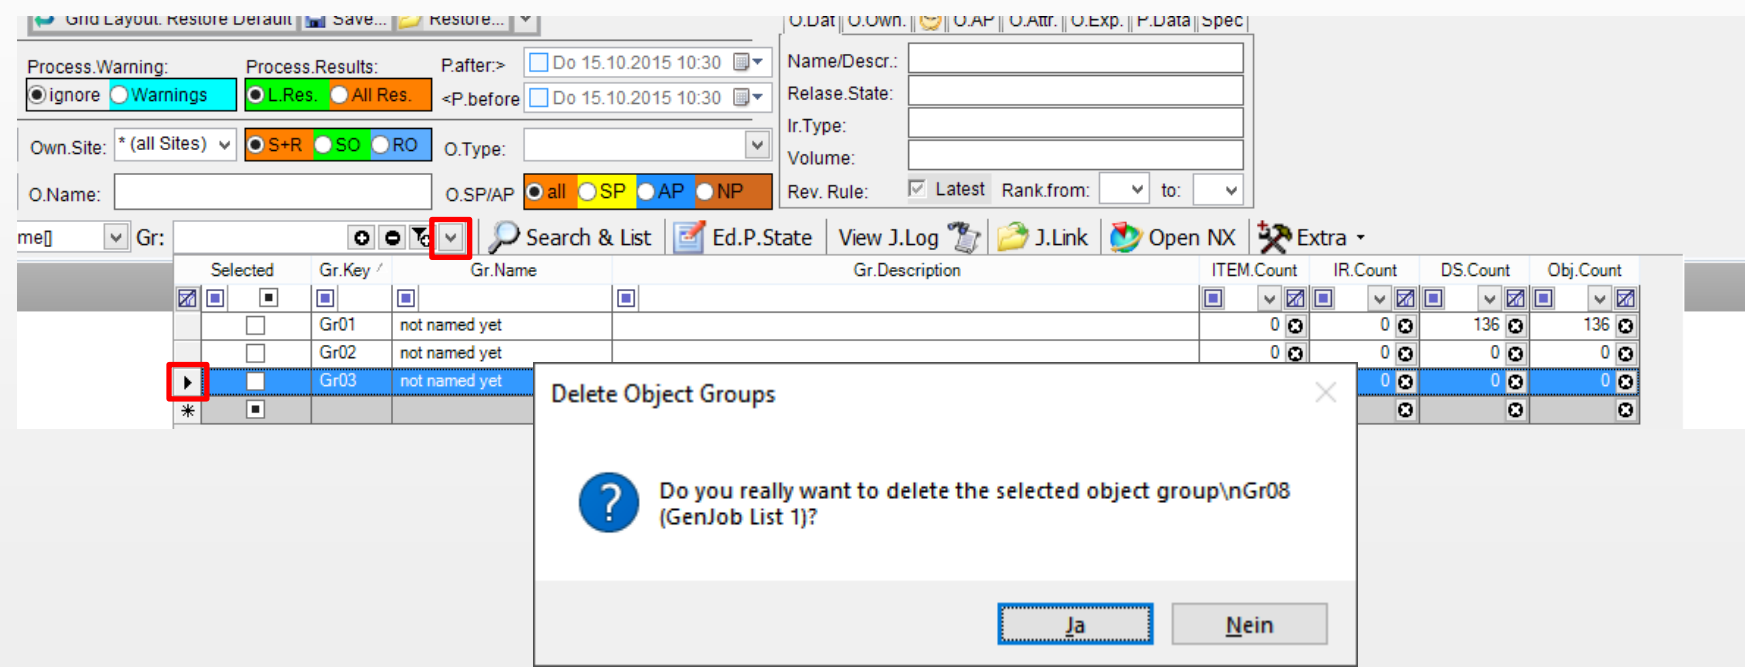 Grid Layout: Restore Default Save... Restore...
O.Dat O.Own. O.AP O.Attr. O.Exp. P.Data Spec
Process.Warning: Process.Results: P.after:> Do 15.10.2015 10:30 Name/Descr.:
ignore Warnings L.Res. All Res. <P.before Do 15.10.2015 10:30 Relase.State:
Ir.Type:
Own.Site: * (all Sites) S+R SO RO O.Type: Volume:
O.Name: O.SP/AP all SP AP NP Rev. Rule: Latest Rank.from: to:
me[] Gr: Search & List Ed.P.State View J.Log J.Link Open NX Extra
Selected Gr.Key Gr.Name Gr.Description ITEM.Count IR.Count DS.Count Obj.Count
Gr01 not named yet 0 0 136 136
Gr02 not named yet 0 0 0 0
Gr03 not named yet 0 0 0
Delete Object Groups
Do you really want to delete the selected object group\nGr08
(GenJob List 1)?
Ja Nein